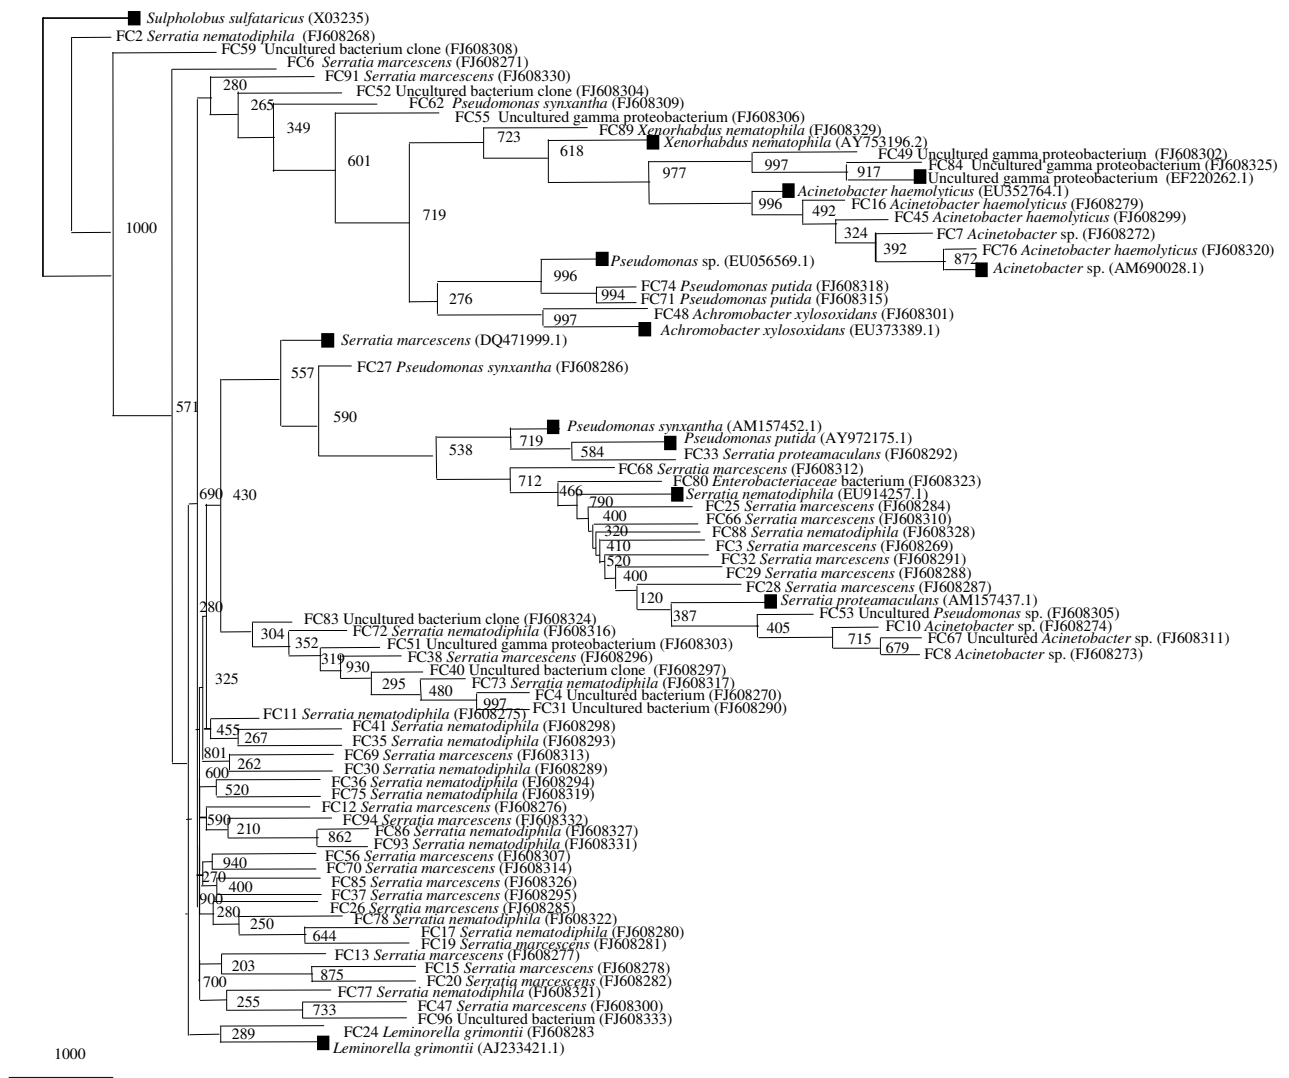 Sulpholobus sulfataricus (X03235)
FC2 Serratia nematodiphila (FJ608268)
FC59 Uncultured bacterium clone (FJ608308)
FC6 Serratia marcescens (FJ608271)
FC91 Serratia marcescens (FJ608330)
280
FC52 Uncultured bacterium clone (FJ608304)
265
FC62 Pseudomonas synxantha (FJ608309)
FC55 Uncultured gamma proteobacterium (FJ608306)
349
FC89 Xenorhabdus nematophila (FJ608329)
723
Xenorhabdus nematophila (AY753196.2)
618
FC49 Uncultured gamma proteobacterium (FJ608302)
601
997
FC84 Uncultured gamma proteobacterium (FJ608325)
977
917
Uncultured gamma proteobacterium (EF220262.1)
Acinetobacter haemolyticus (EU352764.1)
996
FC16 Acinetobacter haemolyticus (FJ608279)
492
719
FC45 Acinetobacter haemolyticus (FJ608299)
1000
324
FC7 Acinetobacter sp. (FJ608272)
392
FC76 Acinetobacter haemolyticus (FJ608320)
872
Pseudomonas sp. (EU056569.1)
Acinetobacter sp. (AM690028.1)
996
FC74 Pseudomonas putida (FJ608318)
994
276
FC71 Pseudomonas putida (FJ608315)
FC48 Achromobacter xylosoxidans (FJ608301)
997
Achromobacter xylosoxidans (EU373389.1)
Serratia marcescens (DQ471999.1)
557
FC27 Pseudomonas synxantha (FJ608286)
571
590
Pseudomonas synxantha (AM157452.1)
719
Pseudomonas putida (AY972175.1)
538
584
FC33 Serratia proteamaculans (FJ608292)
FC68 Serratia marcescens (FJ608312)
712
FC80 Enterobacteriaceae bacterium (FJ608323)
690
430
466
Serratia nematodiphila (EU914257.1)
790
FC25 Serratia marcescens (FJ608284)
400
FC66 Serratia marcescens (FJ608310)
320
FC88 Serratia nematodiphila (FJ608328)
410
FC3 Serratia marcescens (FJ608269)
520
FC32 Serratia marcescens (FJ608291)
400
FC29 Serratia marcescens (FJ608288)
FC28 Serratia marcescens (FJ608287)
120
Serratia proteamaculans (AM157437.1)
280
387
FC53 Uncultured Pseudomonas sp. (FJ608305)
FC83 Uncultured bacterium clone (FJ608324)
405
FC10 Acinetobacter sp. (FJ608274)
304
FC72 Serratia nematodiphila (FJ608316)
715
FC67 Uncultured Acinetobacter sp. (FJ608311)
352
FC51 Uncultured gamma proteobacterium (FJ608303)
679
FC8 Acinetobacter sp. (FJ608273)
319
FC38 Serratia marcescens (FJ608296)
930
FC40 Uncultured bacterium clone (FJ608297)
325
295
FC73 Serratia nematodiphila (FJ608317)
480
FC4 Uncultured bacterium (FJ608270)
997
FC31 Uncultured bacterium (FJ608290)
FC11 Serratia nematodiphila (FJ608275)
455
FC41 Serratia nematodiphila (FJ608298)
267
FC35 Serratia nematodiphila (FJ608293)
801
FC69 Serratia marcescens (FJ608313)
262
600
FC30 Serratia nematodiphila (FJ608289)
FC36 Serratia nematodiphila (FJ608294)
520
FC75 Serratia nematodiphila (FJ608319)
FC12 Serratia marcescens (FJ608276)
590
FC94 Serratia marcescens (FJ608332)
210
FC86 Serratia nematodiphila (FJ608327)
862
FC93 Serratia nematodiphila (FJ608331)
FC56 Serratia marcescens (FJ608307)
940
FC70 Serratia marcescens (FJ608314)
270
FC85 Serratia marcescens (FJ608326)
400
900
FC37 Serratia marcescens (FJ608295)
280
FC26 Serratia marcescens (FJ608285)
250
FC78 Serratia nematodiphila (FJ608322)
644
FC17 Serratia nematodiphila (FJ608280)
FC19 Serratia marcescens (FJ608281)
FC13 Serratia marcescens (FJ608277)
203
FC15 Serratia marcescens (FJ608278)
875
700
FC20 Serratia marcescens (FJ608282)
FC77 Serratia nematodiphila (FJ608321)
255
FC47 Serratia marcescens (FJ608300)
733
FC96 Uncultured bacterium (FJ608333)
289
FC24 Leminorella grimontii (FJ608283
Leminorella grimontii (AJ233421.1)
1000